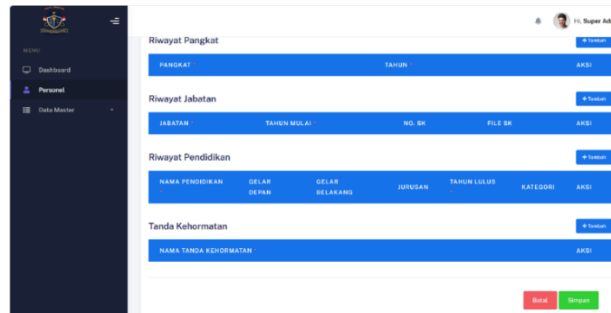 Hi, Super Ad
MENU
Dashboard
Personel
Data Master
Riwayat Pangkat
+ Tambah
PANGKAT * TAHUN * AKSI
Riwayat Jabatan
+ Tambah
JABATAN * TAHUN MULAI * NO. SK FILE SK AKSI
Riwayat Pendidikan
+ Tambah
NAMA PENDIDIKAN * GELAR DEPAN GELAR BELAKANG JURUSAN TAHUN LULUS * KATEGORI AKSI
Tanda Kehormatan
+ Tambah
NAMA TANDA KEHORMATAN * AKSI
Batal Simpan